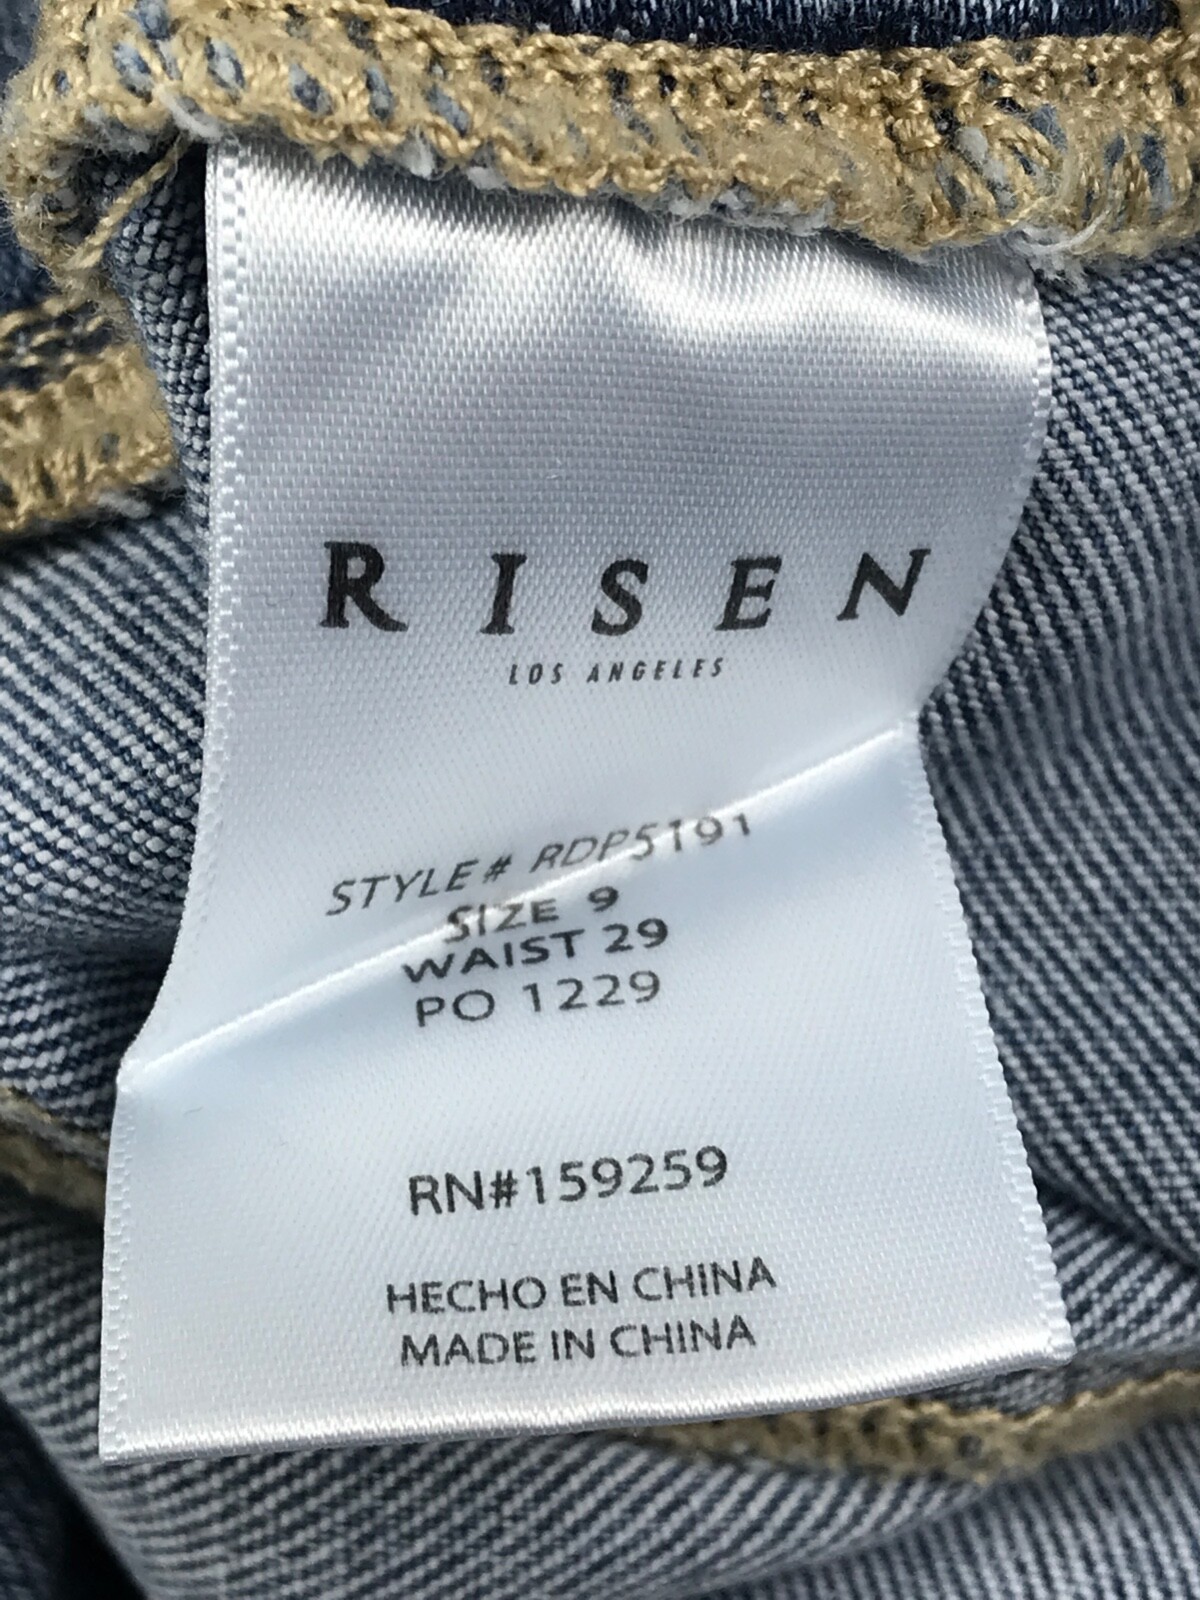 RISEN
LOS ANGELES
STYLE# RDP5191
SIZE 9
WAIST 29
PO 1229
RN#159259
HECHO EN CHINA
MADE IN CHINA